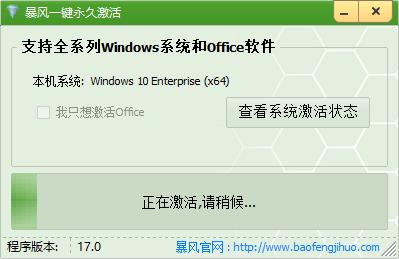 暴风一键永久激活
支持全系列Windows系统和Office软件
本机系统: Windows 10 Enterprise (x64)
我只想激活Office
查看系统激活状态
正在激活,请稍候...
程序版本: 17.0 暴风官网 : http://www.baofengjihuo.com